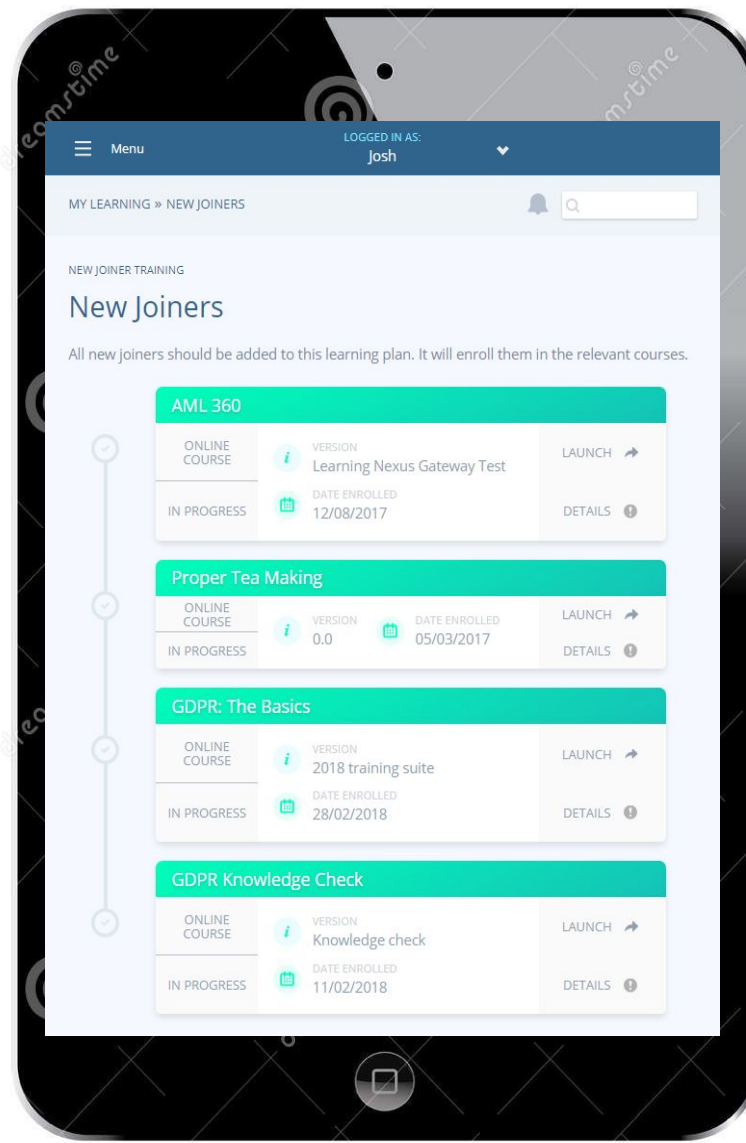 dreamstime
dreamstime
Menu
LOGGED IN AS:
Josh
MY LEARNING » NEW JOINERS
NEW JOINER TRAINING
New Joiners
All new joiners should be added to this learning plan. It will enroll them in the relevant courses.
AML 360
ONLINE
COURSE
IN PROGRESS
VERSION
Learning Nexus Gateway Test
DATE ENROLLED
12/08/2017
LAUNCH
DETAILS
Proper Tea Making
ONLINE
COURSE
IN PROGRESS
VERSION
0.0
DATE ENROLLED
05/03/2017
LAUNCH
DETAILS
GDPR: The Basics
ONLINE
COURSE
IN PROGRESS
VERSION
2018 training suite
DATE ENROLLED
28/02/2018
LAUNCH
DETAILS
GDPR Knowledge Check
ONLINE
COURSE
IN PROGRESS
VERSION
Knowledge check
DATE ENROLLED
11/02/2018
LAUNCH
DETAILS